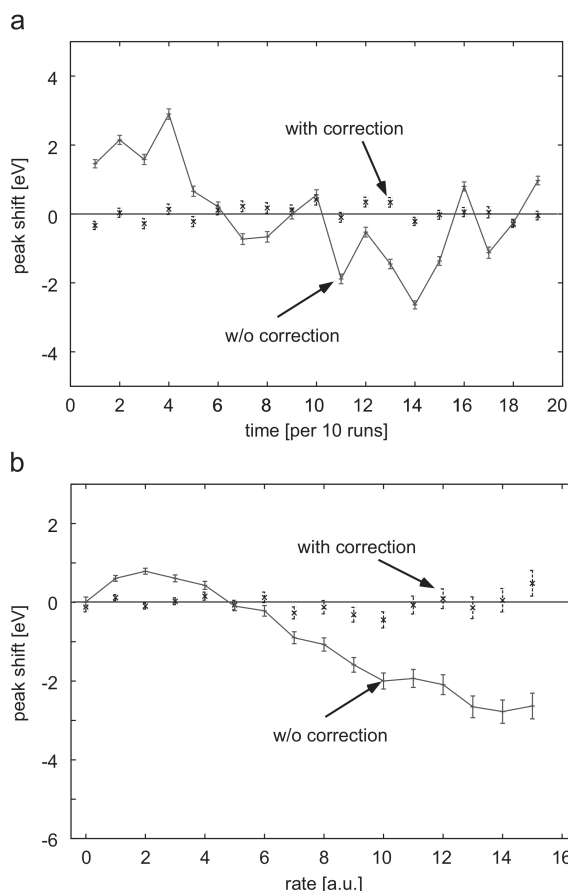 a
4
2
0
-2
-4
peak shift [eV]
with correction
w/o correction
0 2 4 6 8 10 12 14 16 18 20
time [per 10 runs]
b
2
0
-2
-4
-6
peak shift [eV]
with correction
w/o correction
0 2 4 6 8 10 12 14 16
rate [a.u.]